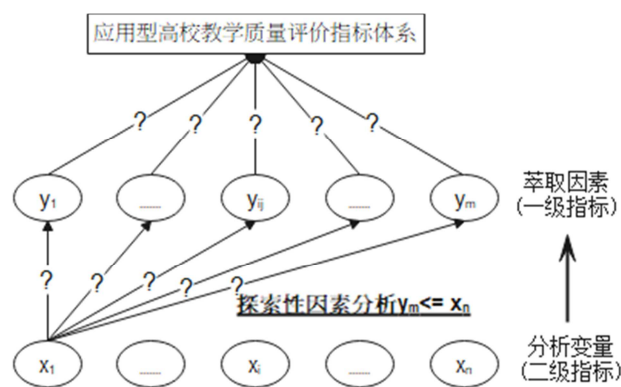 应用型高校教学质量评价指标体系
? ? ? ? ?
y1 ...... yij ...... ym
萃取因素
(一级指标)
? ? ? ? ?
探索性因素分析ym<= xn
x1 ...... xi ...... xn
分析变量
(二级指标)